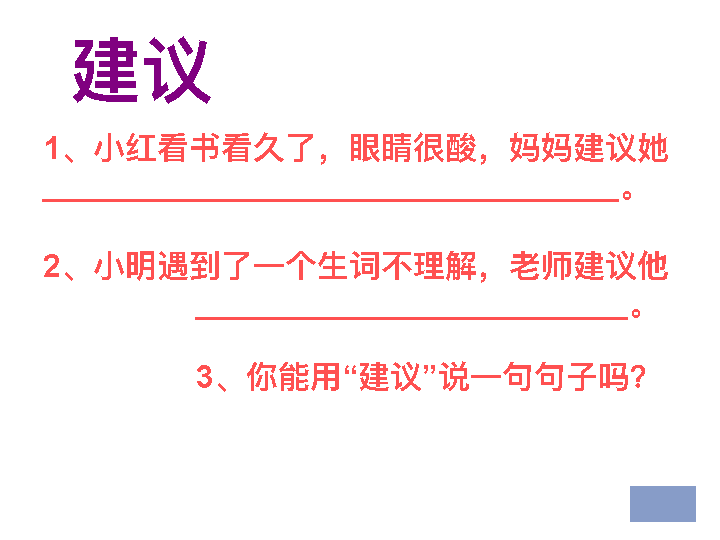 建议
1、小红看书看久了，眼睛很酸，妈妈建议她
__________________________________。
2、小明遇到了一个生词不理解，老师建议他
__________________________。
3、你能用“建议”说一句句子吗？